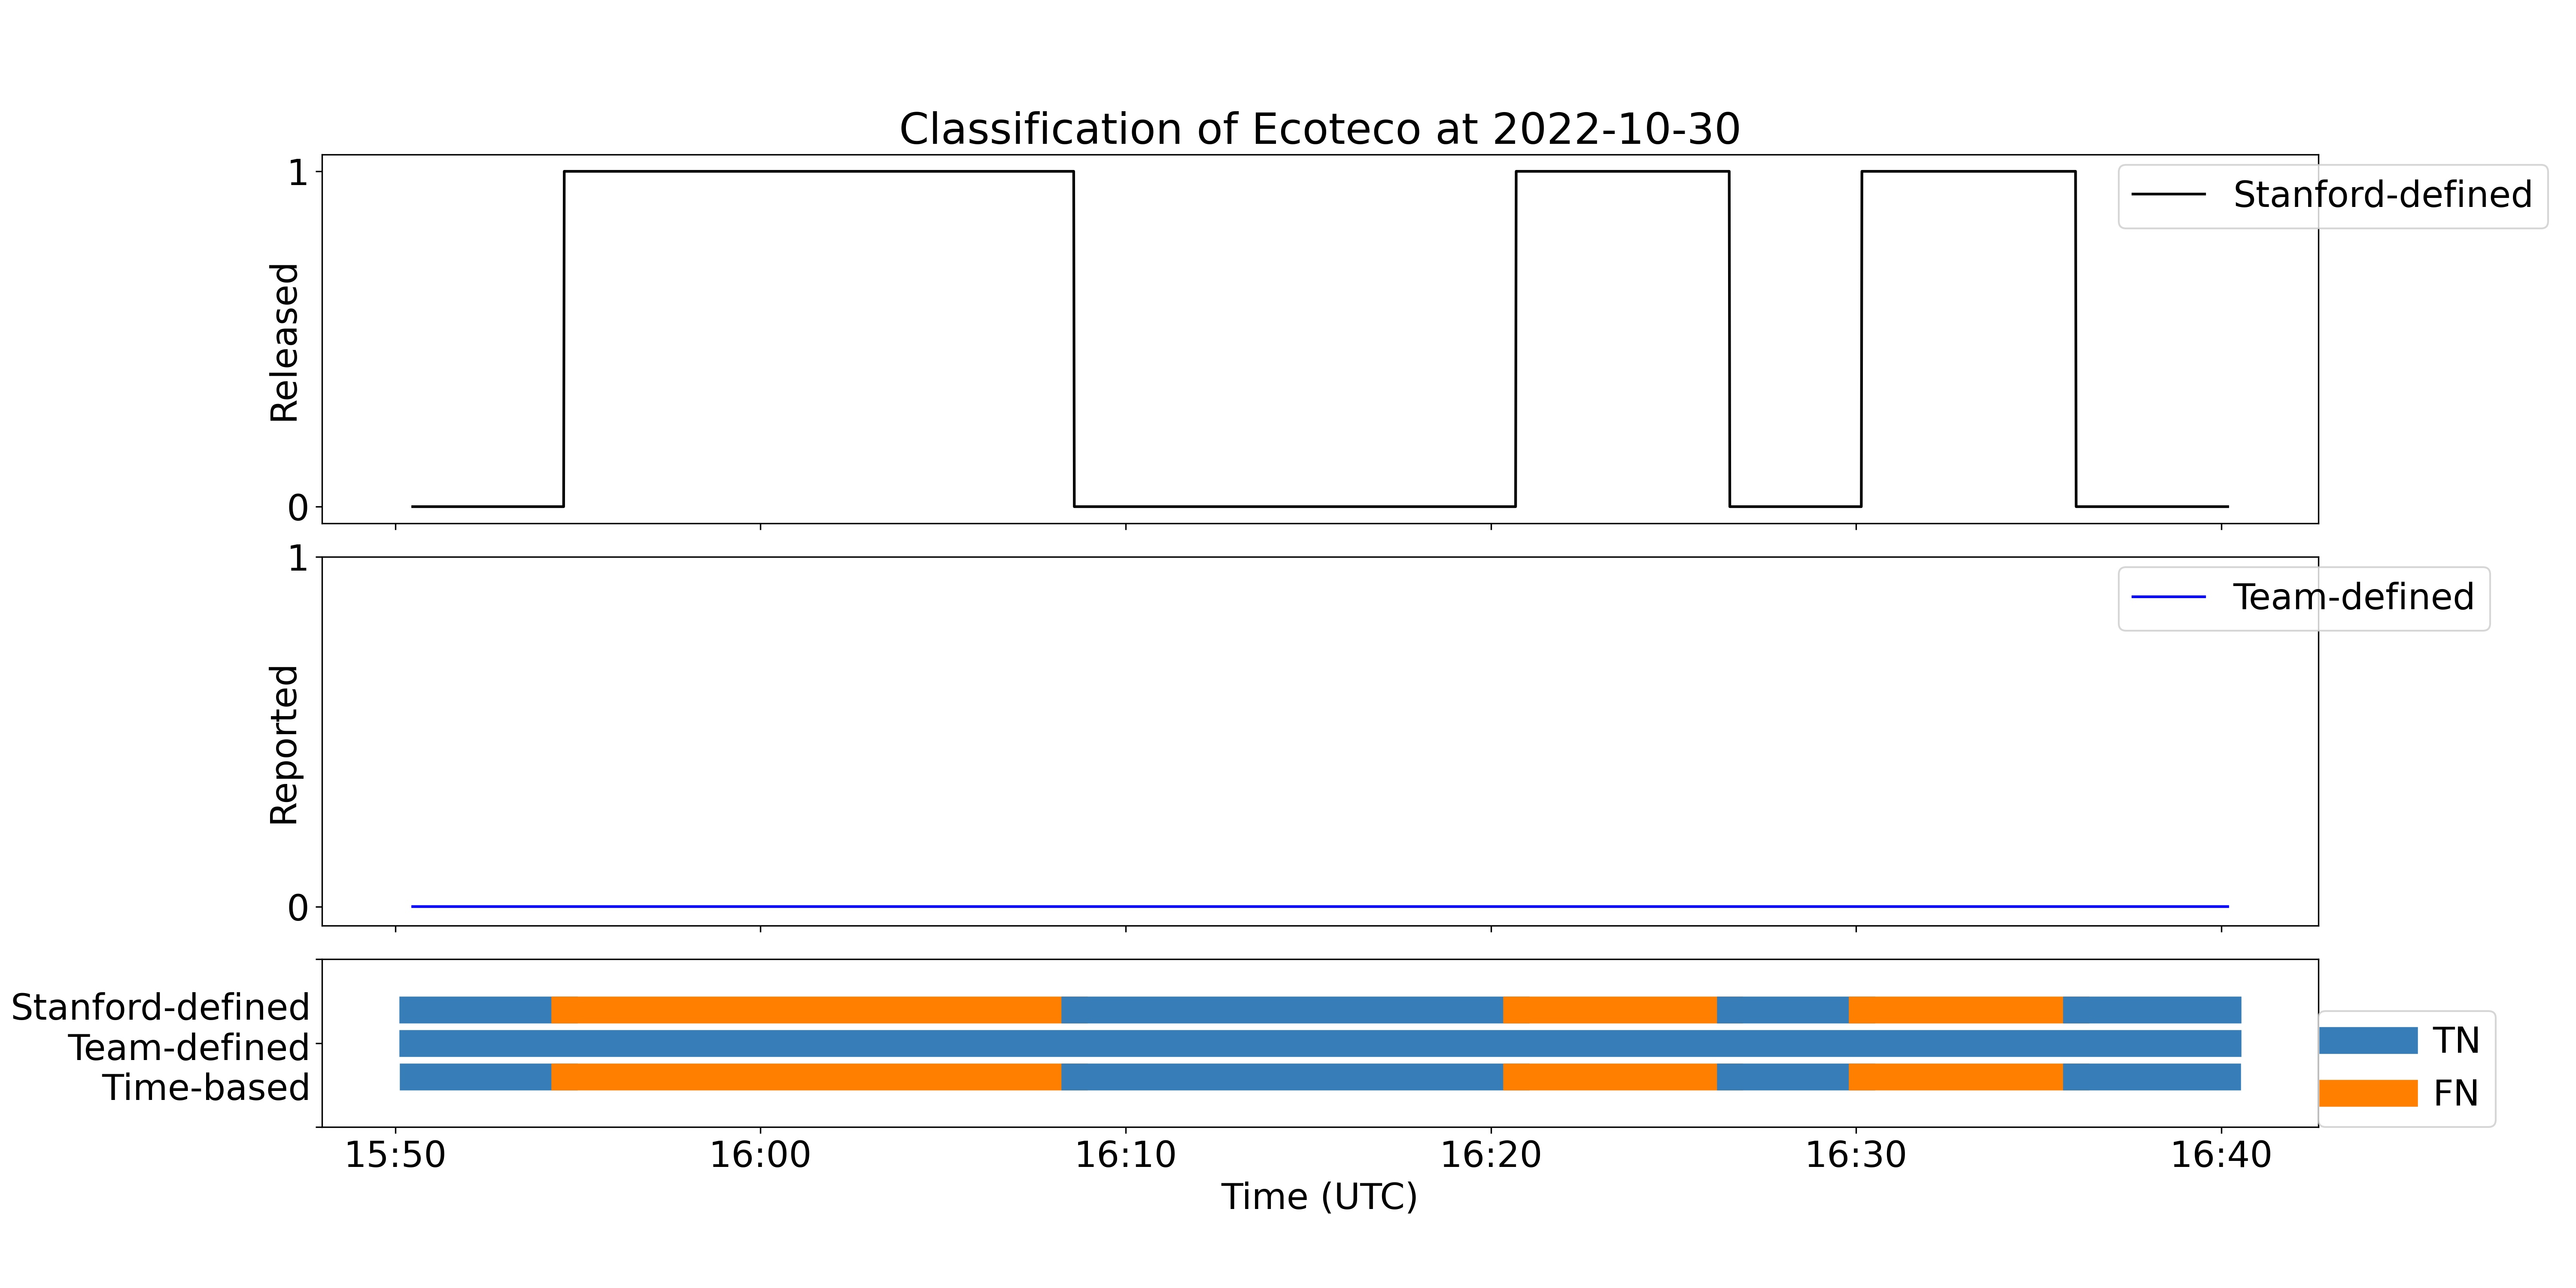 Classification of Ecoteco at 2022-10-30
1
Stanford-defined
Released
0
1
Team-defined
Reported
0
Stanford-defined
Team-defined
Time-based
TN
FN
15:50 16:00 16:10 16:20 16:30 16:40
Time (UTC)